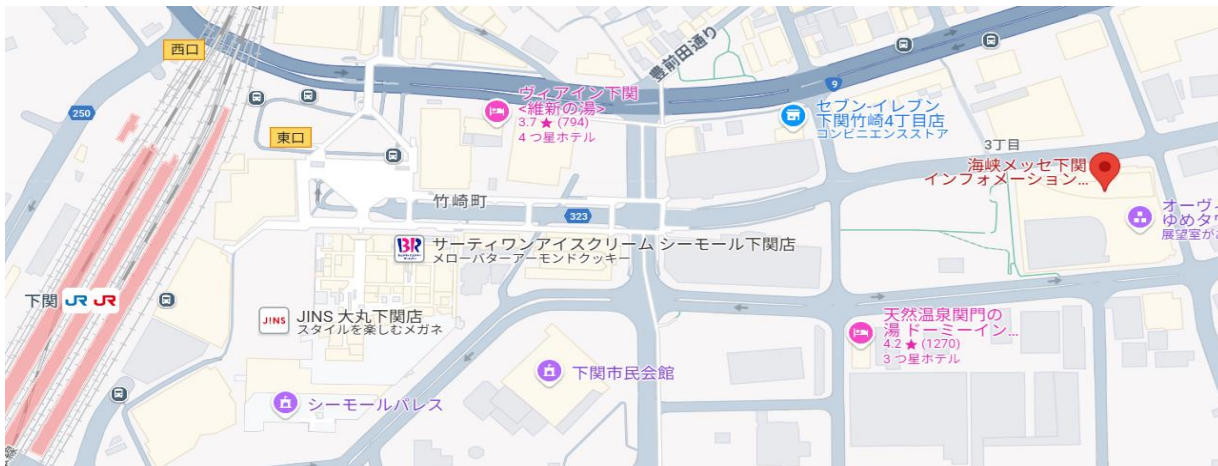 西口
250
東口
ヴィアイン下関
<維新の湯>
3.7 ★ (794)
4 つ星ホテル
豊前田通り
9
セブン-イレブン
下関竹崎4丁目店
コンビニエンスストア
3丁目
海峡メッセ下関
インフォメーション...
オーヴィ
ゆめタワ
展望室が
竹崎町
323
BR
サーティワンアイスクリーム シーモール下関店
メローバターアーモンドクッキー
下関 JR JR
JINS
JINS 大丸下関店
スタイルを楽しむメガネ
天然温泉関門の
湯 ドーミーイン...
4.2 ★ (1270)
3 つ星ホテル
下関市民会館
シーモールパレス